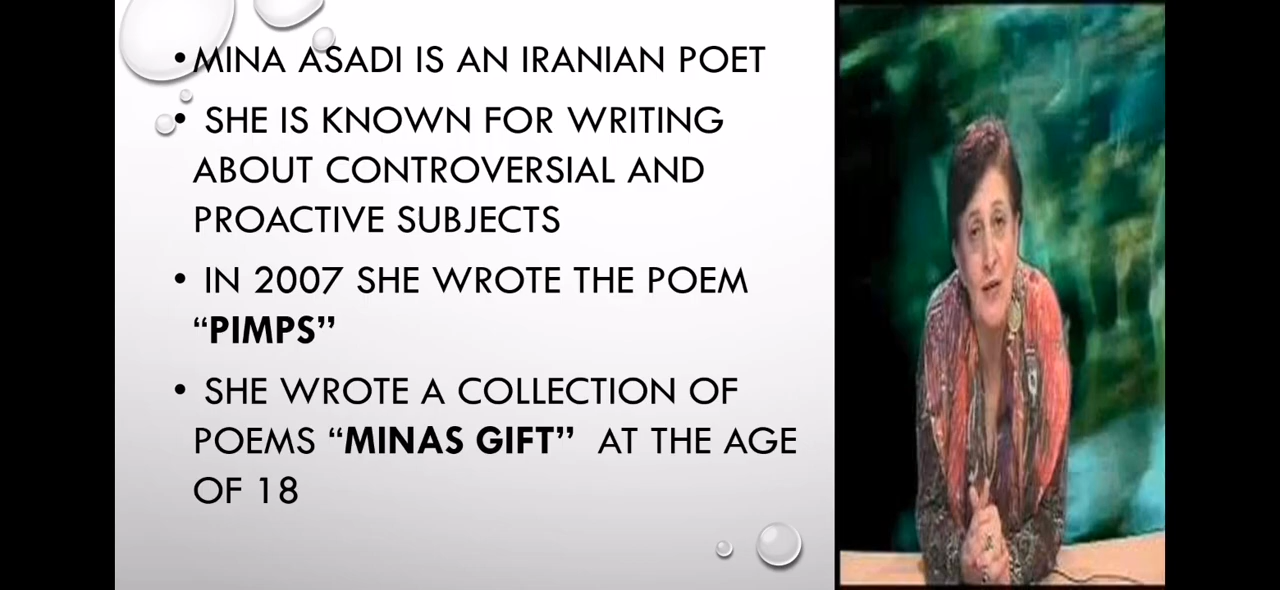 •MINA ASADI IS AN IRANIAN POET
• SHE IS KNOWN FOR WRITING
ABOUT CONTROVERSIAL AND
PROACTIVE SUBJECTS
• IN 2007 SHE WROTE THE POEM
“PIMPS”
• SHE WROTE A COLLECTION OF
POEMS “MINAS GIFT” AT THE AGE
OF 18